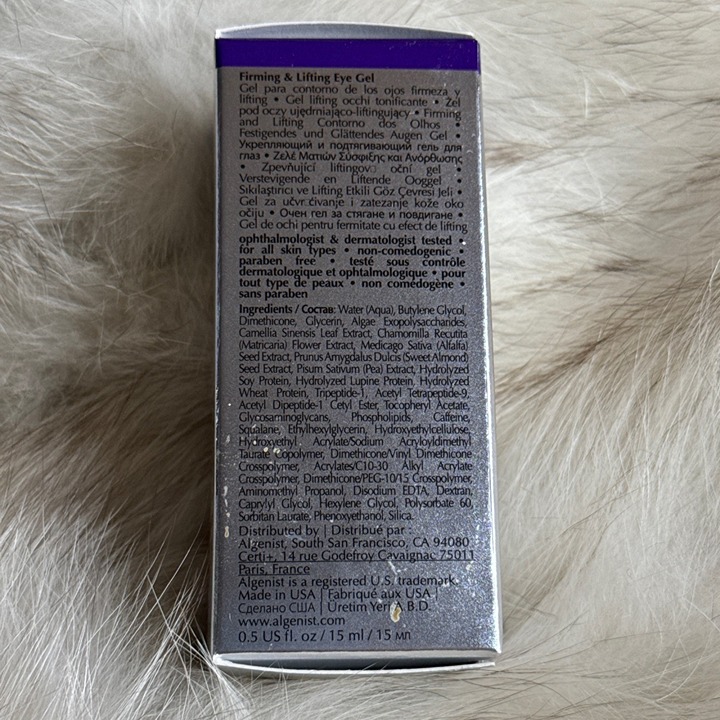 Firming & Lifting Eye Gel
Gel para contorno de los ojos firmeza y
lifting • Gel lifting occhi tonificante • Żel
pod oczy ujędrniająco-liftingujący • Firming
and Lifting Contorno dos Olhos •
Festigendes und Glättendes Augen Gel •
Укрепляющий и подтягивающий гель для
глаз • Ζελέ Ματιών Σύσφιξης και Ανόρθωσης
• Zpevňující liftingov□ oční gel •
Verstevigende en Liftende Ooggel •
Sıkılaştırıcı ve Lifting Etkili Göz Çevresi Jeli •
Gel za učvršćivanje i zatezanje kože oko
očiju • Очен гел за стягане и повдигане •
Gel de ochi pentru fermitate cu efect de lifting
ophthalmologist & dermatologist tested •
for all skin types • non-comedogenic •
paraben free • testé sous contrôle
dermatologique et ophtalmologique • pour
tout type de peaux • non comédogène •
sans paraben
Ingredients / Состав: Water (Aqua), Butylene Glycol,
Dimethicone, Glycerin, Algae Exopolysaccharides,
Camellia Sinensis Leaf Extract, Chamomilla Recutita
(Matricaria) Flower Extract, Medicago Sativa (Alfalfa)
Seed Extract, Prunus Amygdalus Dulcis (Sweet Almond)
Seed Extract, Pisum Sativum (Pea) Extract, Hydrolyzed
Soy Protein, Hydrolyzed Lupine Protein, Hydrolyzed
Wheat Protein, Tripeptide-1, Acetyl Tetrapeptide-9,
Acetyl Dipeptide-1 Cetyl Ester, Tocopheryl Acetate,
Glycosaminoglycans, Phospholipids, Caffeine,
Squalane, Ethylhexylglycerin, Hydroxyethylcellulose,
Hydroxyethyl Acrylate/Sodium Acryloyldimethyl
Taurate Copolymer, Dimethicone/Vinyl Dimethicone
Crosspolymer, Acrylates/C10-30 Alkyl Acrylate
Crosspolymer, Dimethicone/PEG-10/15 Crosspolymer,
Aminomethyl Propanol, Disodium EDTA, Dextran,
Caprylyl Glycol, Hexylene Glycol, Polysorbate 60,
Sorbitan Laurate, Phenoxyethanol, Silica.
Distributed by | Distribué par :
Algenist, South San Francisco, CA 94080
Certi+, 14 rue Godefroy Cavaignac 75011
Paris, France
Algenist is a registered U.S. trademark.
Made in USA | Fabriqué aux USA |
Сделано США | Üretim Yeri A.B.D.
www.algenist.com
0.5 US fl. oz / 15 ml / 15 мл